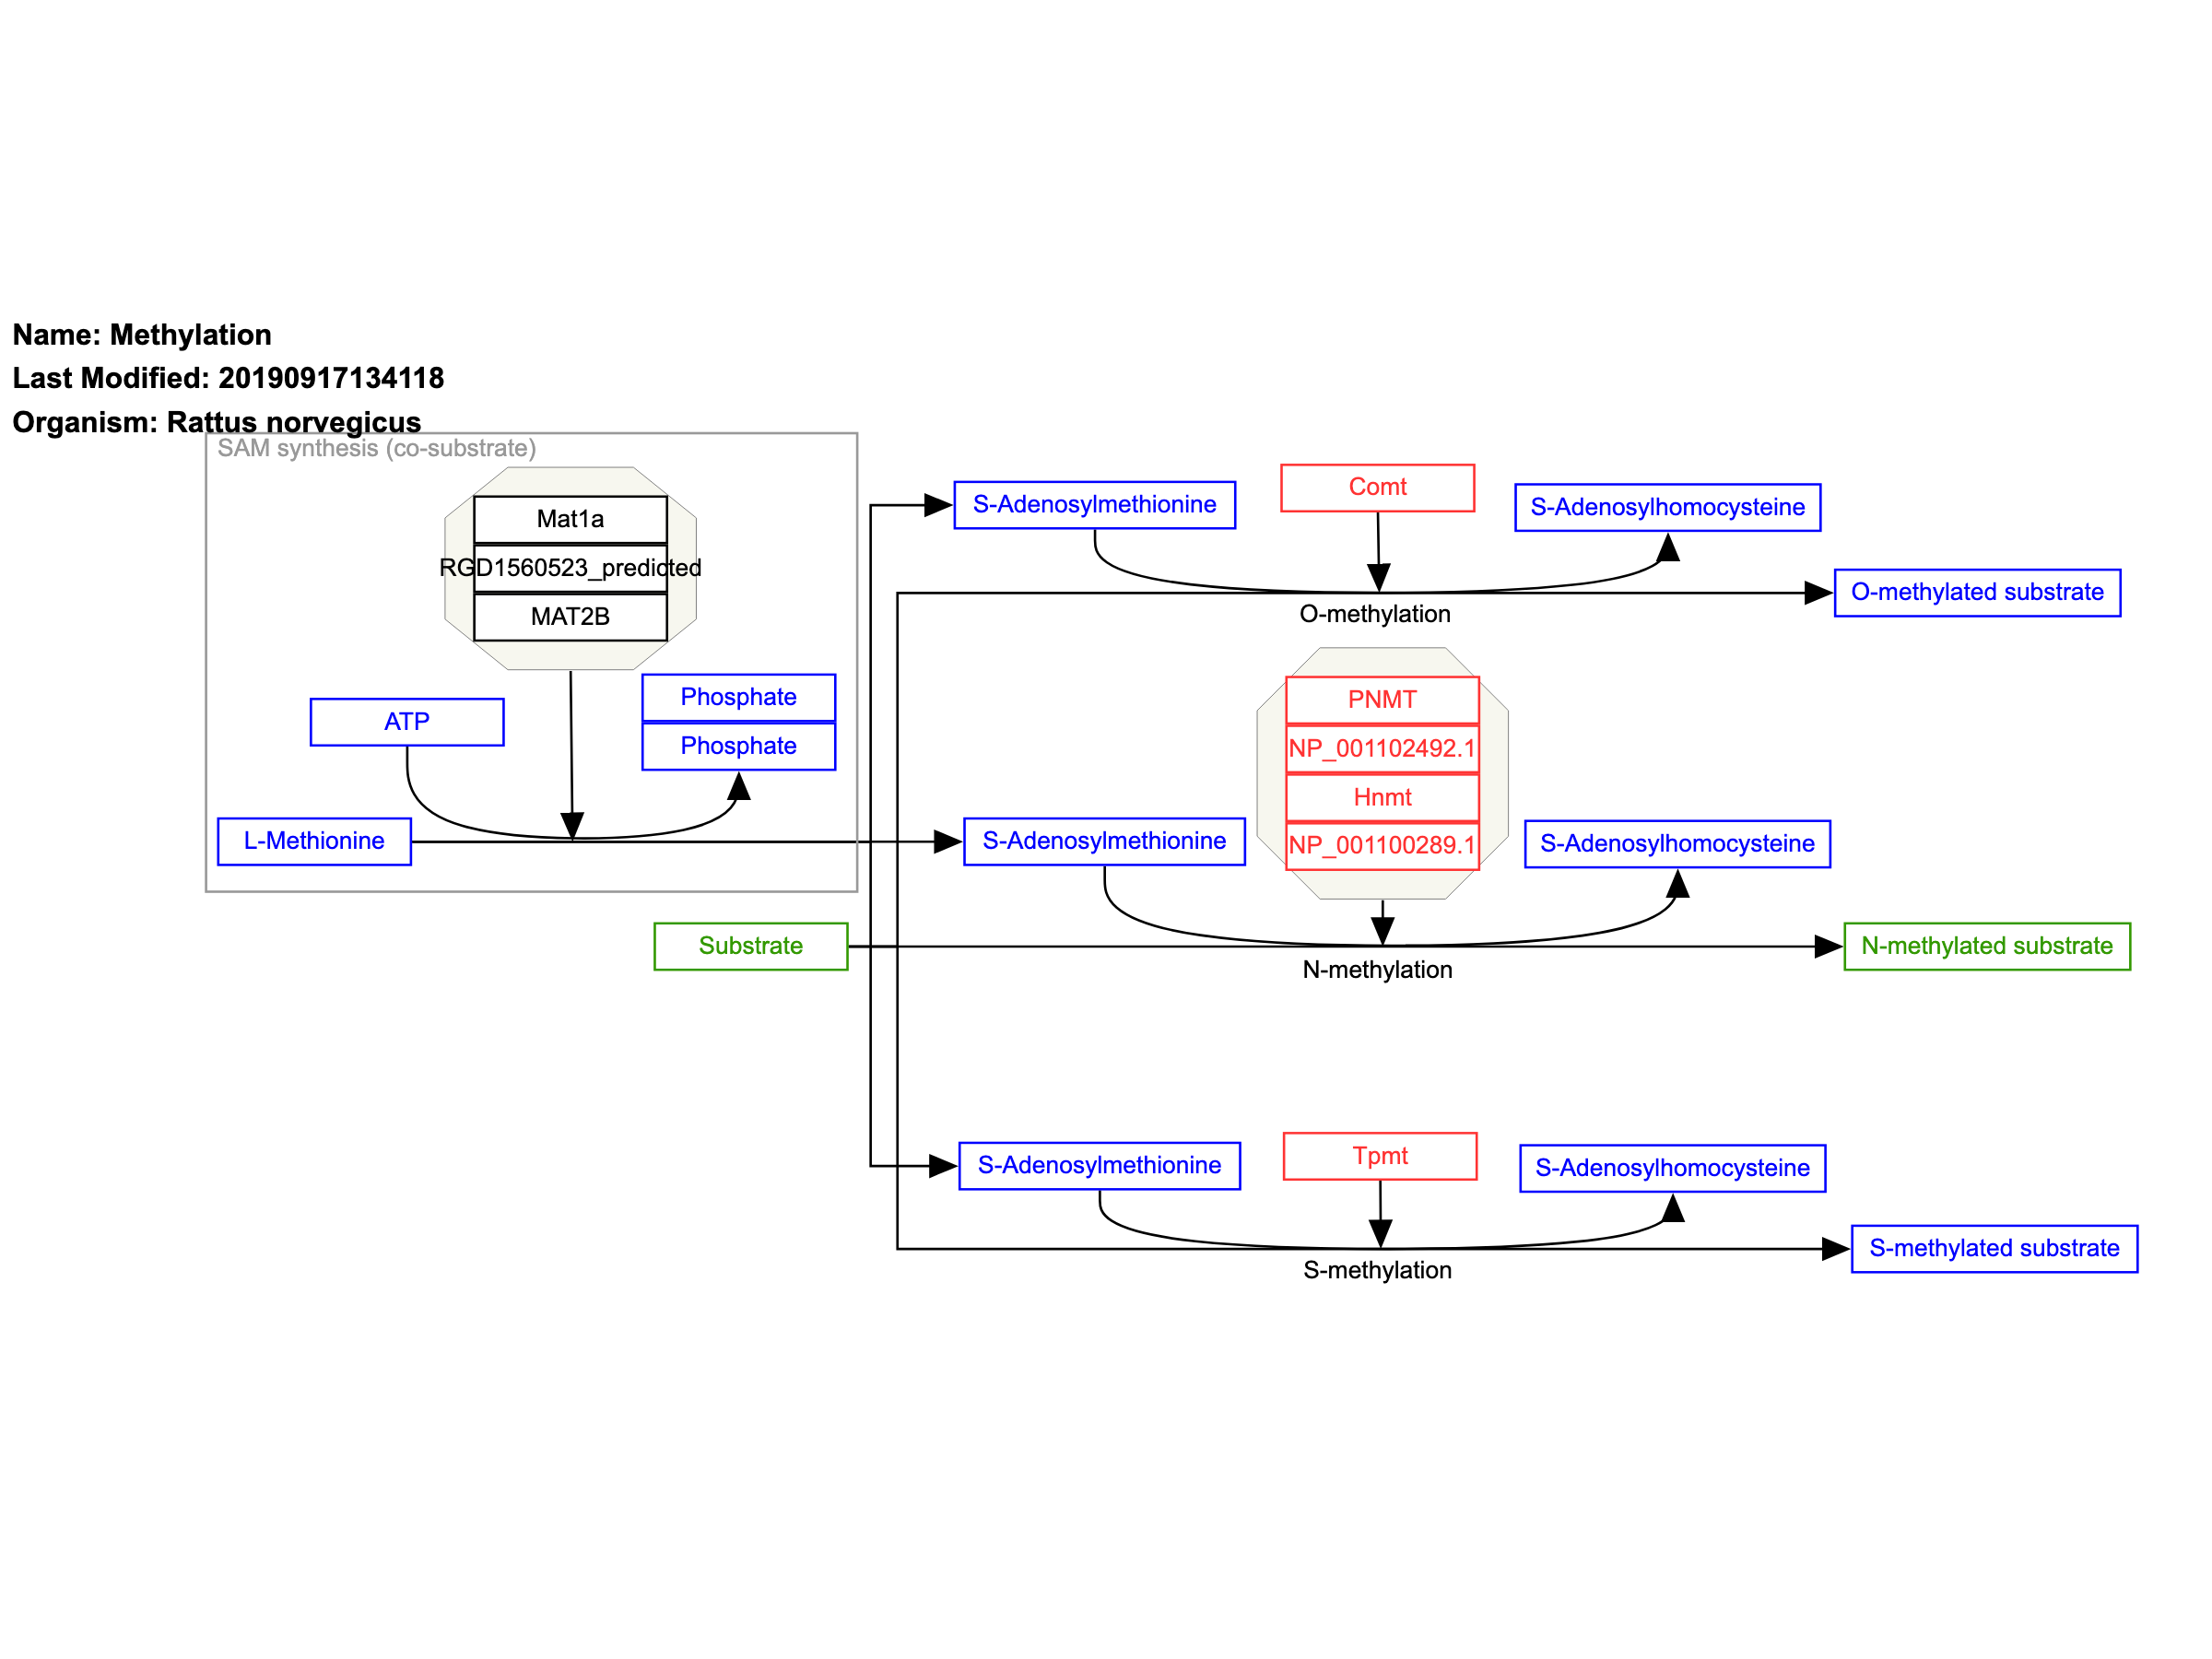 Name: Methylation
Last Modified: 20190917134118
Organism: Rattus norvegicus
SAM synthesis (co-substrate)
Mat1a
RGD1560523_predicted
MAT2B
ATP
Phosphate
Phosphate
L-Methionine
Substrate
S-Adenosylmethionine
Comt
S-Adenosylhomocysteine
O-methylated substrate
O-methylation
PNMT
NP_001102492.1
Hnmt
NP_001100289.1
S-Adenosylmethionine
S-Adenosylhomocysteine
N-methylated substrate
N-methylation
S-Adenosylmethionine
Tpmt
S-Adenosylhomocysteine
S-methylated substrate
S-methylation